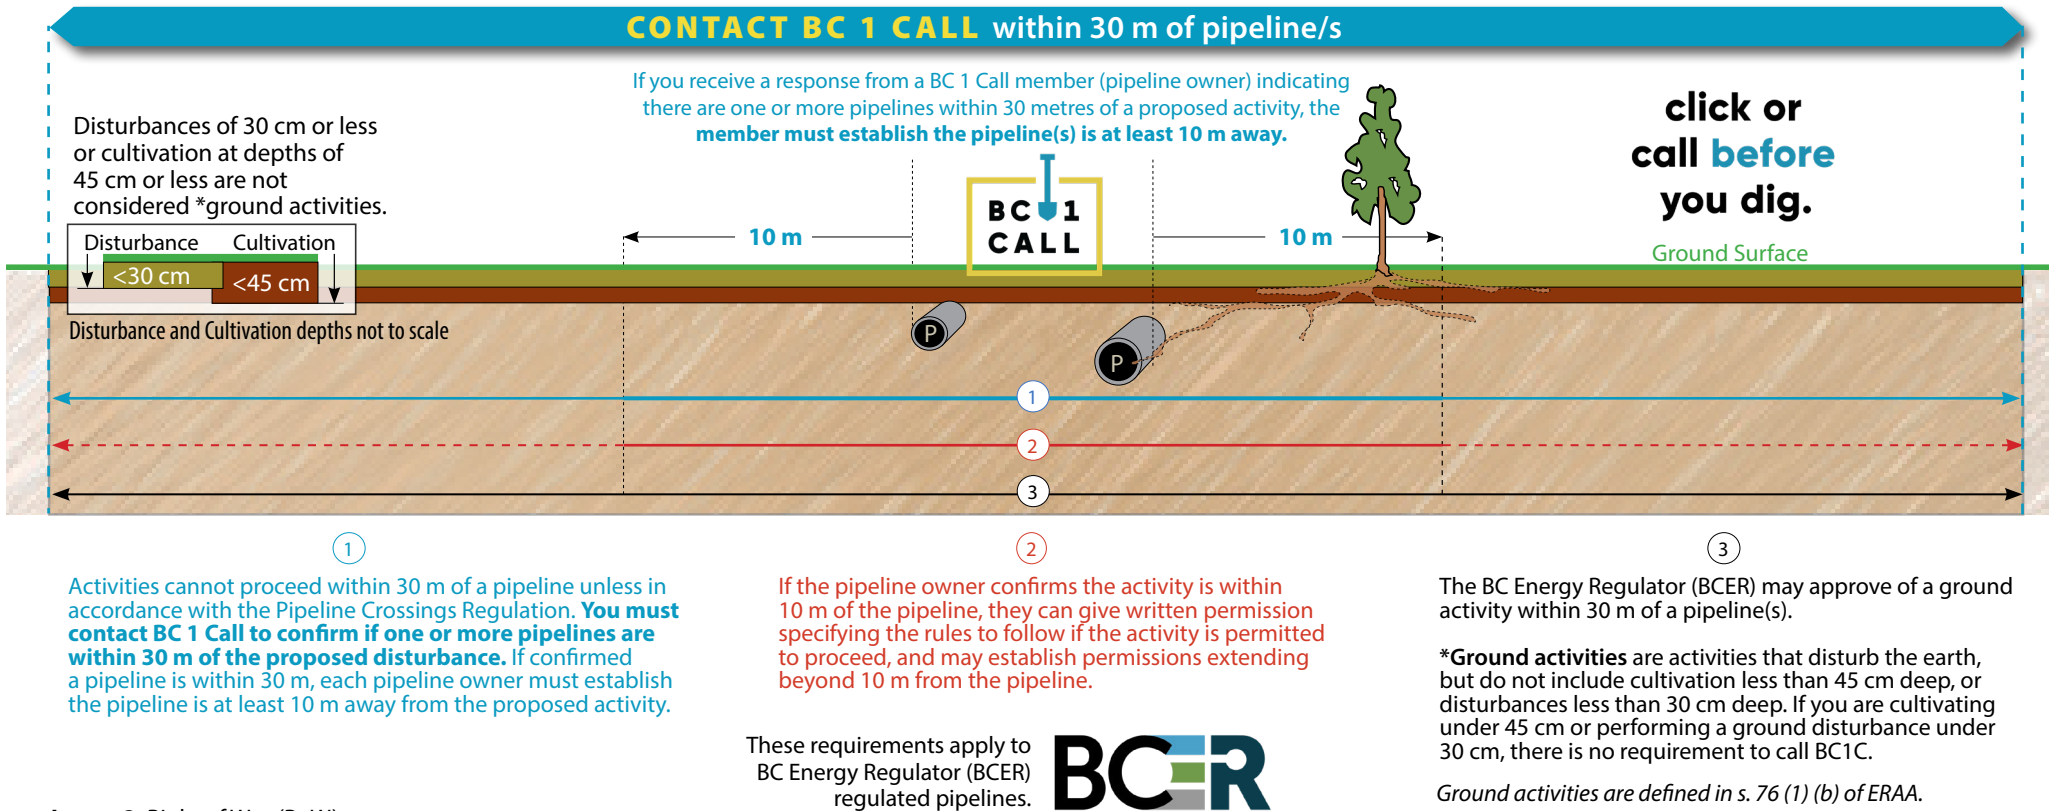 CONTACT BC 1 CALL within 30 m of pipeline/s
If you receive a response from a BC 1 Call member (pipeline owner) indicating
there are one or more pipelines within 30 metres of a proposed activity, the
member must establish the pipeline(s) is at least 10 m away.
Disturbances of 30 cm or less
or cultivation at depths of
45 cm or less are not
considered *ground activities.
click or
call before
you dig.
Disturbance Cultivation
<30 cm
<45 cm
Disturbance and Cultivation depths not to scale
10 m
BC 1
CALL
10 m
Ground Surface
P
P
1
2
3
1
Activities cannot proceed within 30 m of a pipeline unless in
accordance with the Pipeline Crossings Regulation. You must
contact BC 1 Call to confirm if one or more pipelines are
within 30 m of the proposed disturbance. If confirmed
a pipeline is within 30 m, each pipeline owner must establish
the pipeline is at least 10 m away from the proposed activity.
2
If the pipeline owner confirms the activity is within
10 m of the pipeline, they can give written permission
specifying the rules to follow if the activity is permitted
to proceed, and may establish permissions extending
beyond 10 m from the pipeline.
These requirements apply to
BC Energy Regulator (BCER)
regulated pipelines.
BCER
3
The BC Energy Regulator (BCER) may approve of a ground
activity within 30 m of a pipeline(s).
*Ground activities are activities that disturb the earth,
but do not include cultivation less than 45 cm deep, or
disturbances less than 30 cm deep. If you are cultivating
under 45 cm or performing a ground disturbance under
30 cm, there is no requirement to call BC1C.
Ground activities are defined in s. 76 (1) (b) of ERAA.